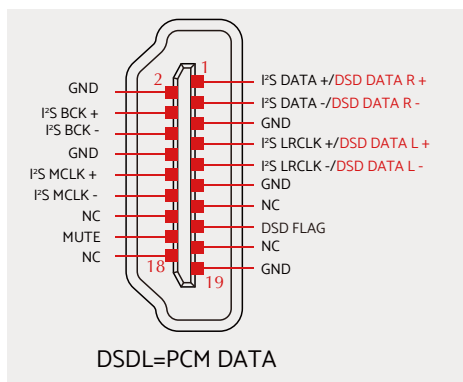 1
2
GND
I²S BCK +
I²S BCK -
GND
I²S MCLK +
I²S MCLK -
NC
MUTE
NC
18
I²S DATA +/DSD DATA R +
I²S DATA -/DSD DATA R -
GND
I²S LRCLK +/DSD DATA L +
I²S LRCLK -/DSD DATA L -
GND
NC
DSD FLAG
NC
GND
19
DSDL=PCM DATA